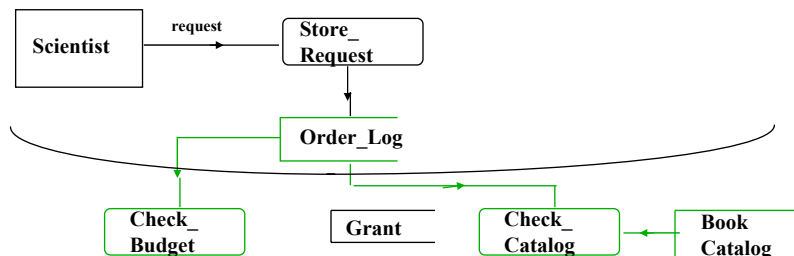 request
Scientist
Store_
Request
Order_Log
Check_
Budget
Grant
Check_
Catalog
Book
Catalog